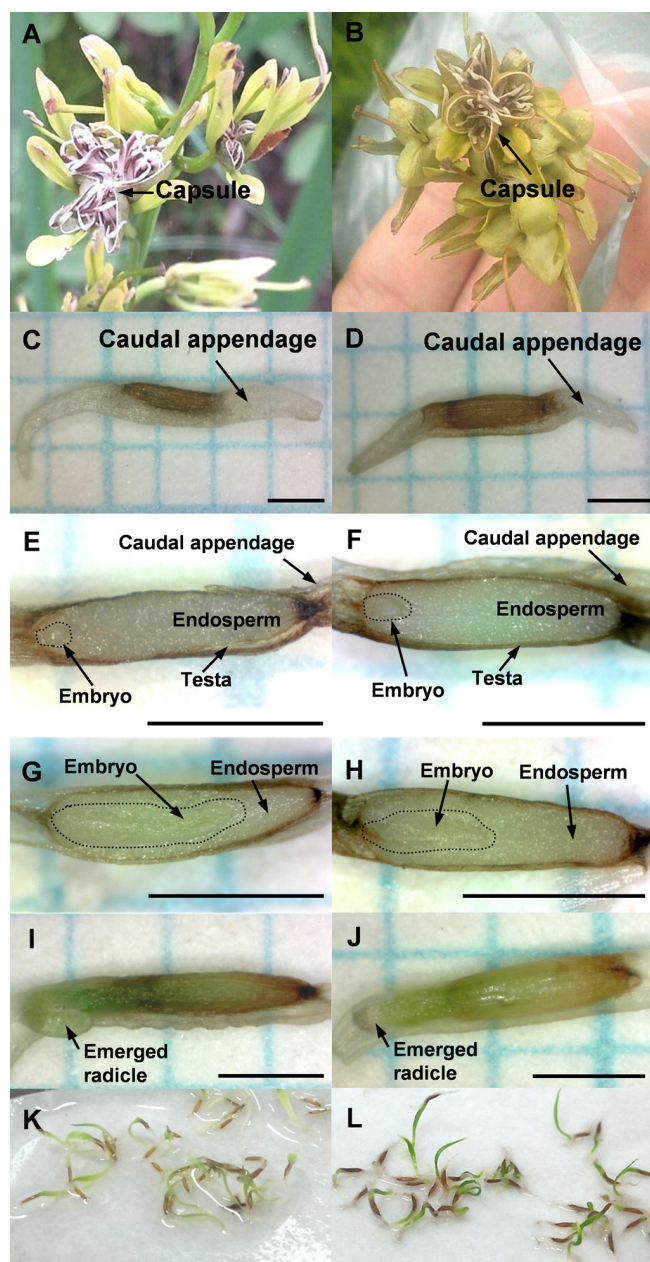 A
Capsule
B
Capsule
C
Caudal appendage
D
Caudal appendage
E
Caudal appendage
Endosperm
Testa
Embryo
F
Caudal appendage
Endosperm
Testa
Embryo
G
Embryo
Endosperm
H
Embryo
Endosperm
I
Emerged
radicle
J
Emerged
radicle
K
L